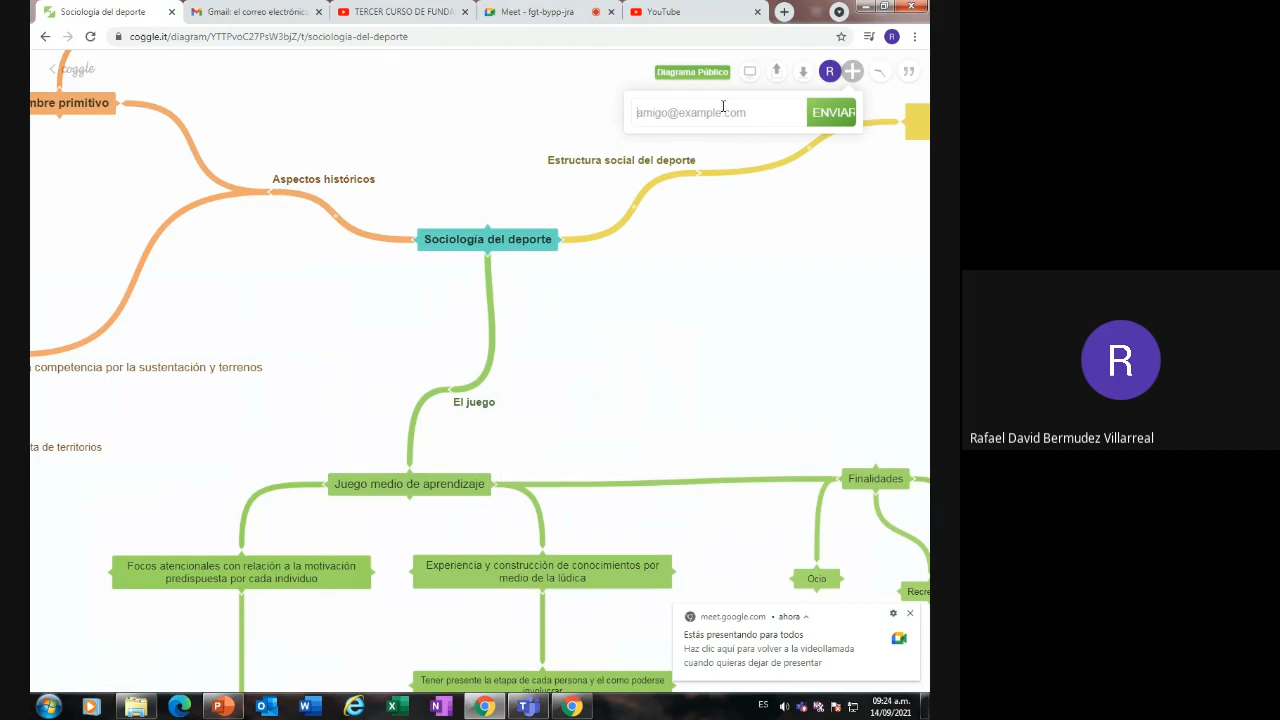 Sociología del deporte
Gmail: el correo electrónic
TERCER CURSO DE FUNDA
Meet - fgt-bypp-jra
YouTube
coggle.it/diagram/YTTPvoC27PsW3bjZ/t/sociología-del-deporte
R
coggle
Diagrama Público
R
amigo@example.com
ENVIAR
mbre primitivo
Estructura social del deporte
Aspectos históricos
Sociología del deporte
competencia por la sustentación y terrenos
El juego
ta de territorios
Juego medio de aprendizaje
Finalidades
Focos atencionales con relación a la motivación
predispuesta por cada individuo
Experiencia y construcción de conocimientos por
medio de la lúdica
Ocio
Recre
Tener presente la etapa de cada persona y el como poderse
involucrar
meet.google.com • ahora
Estás presentando para todos
Haz clic aquí para volver a la videollamada
cuando quieras dejar de presentar
R
Rafael David Bermudez Villarreal
ES
09:24 a.m.
14/09/2021